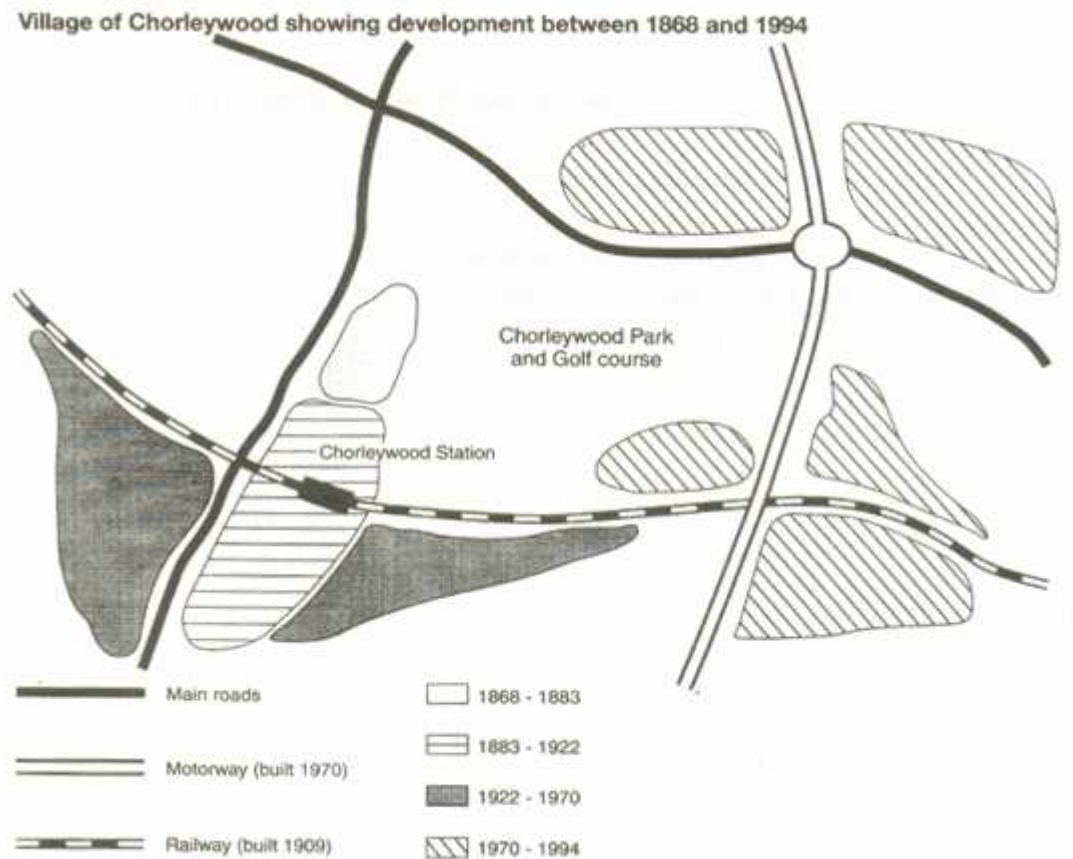 Village of Chorleywood showing development between 1868 and 1994
Chorleywood Park
and Golf course
Chorleywood Station
Main roads
Motorway (built 1970)
Railway (built 1909)
1868 - 1883
1883 - 1922
1922 - 1970
1970 - 1994